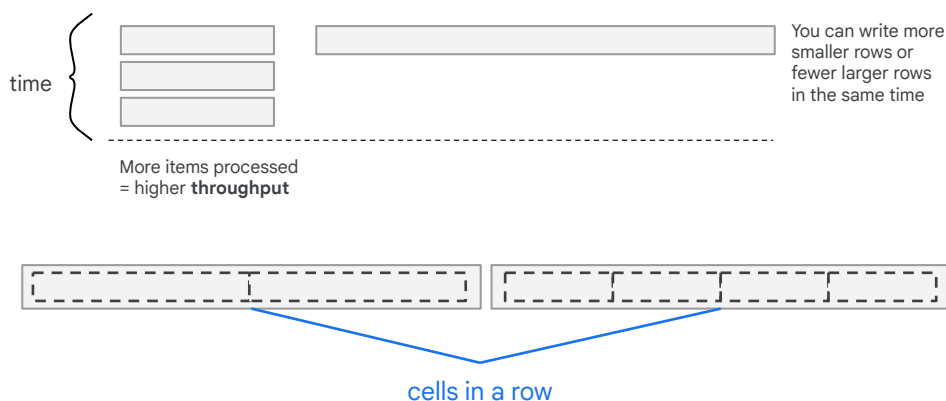 You can write more
smaller rows or
fewer larger rows
in the same time
time
More items processed
= higher throughput
cells in a row